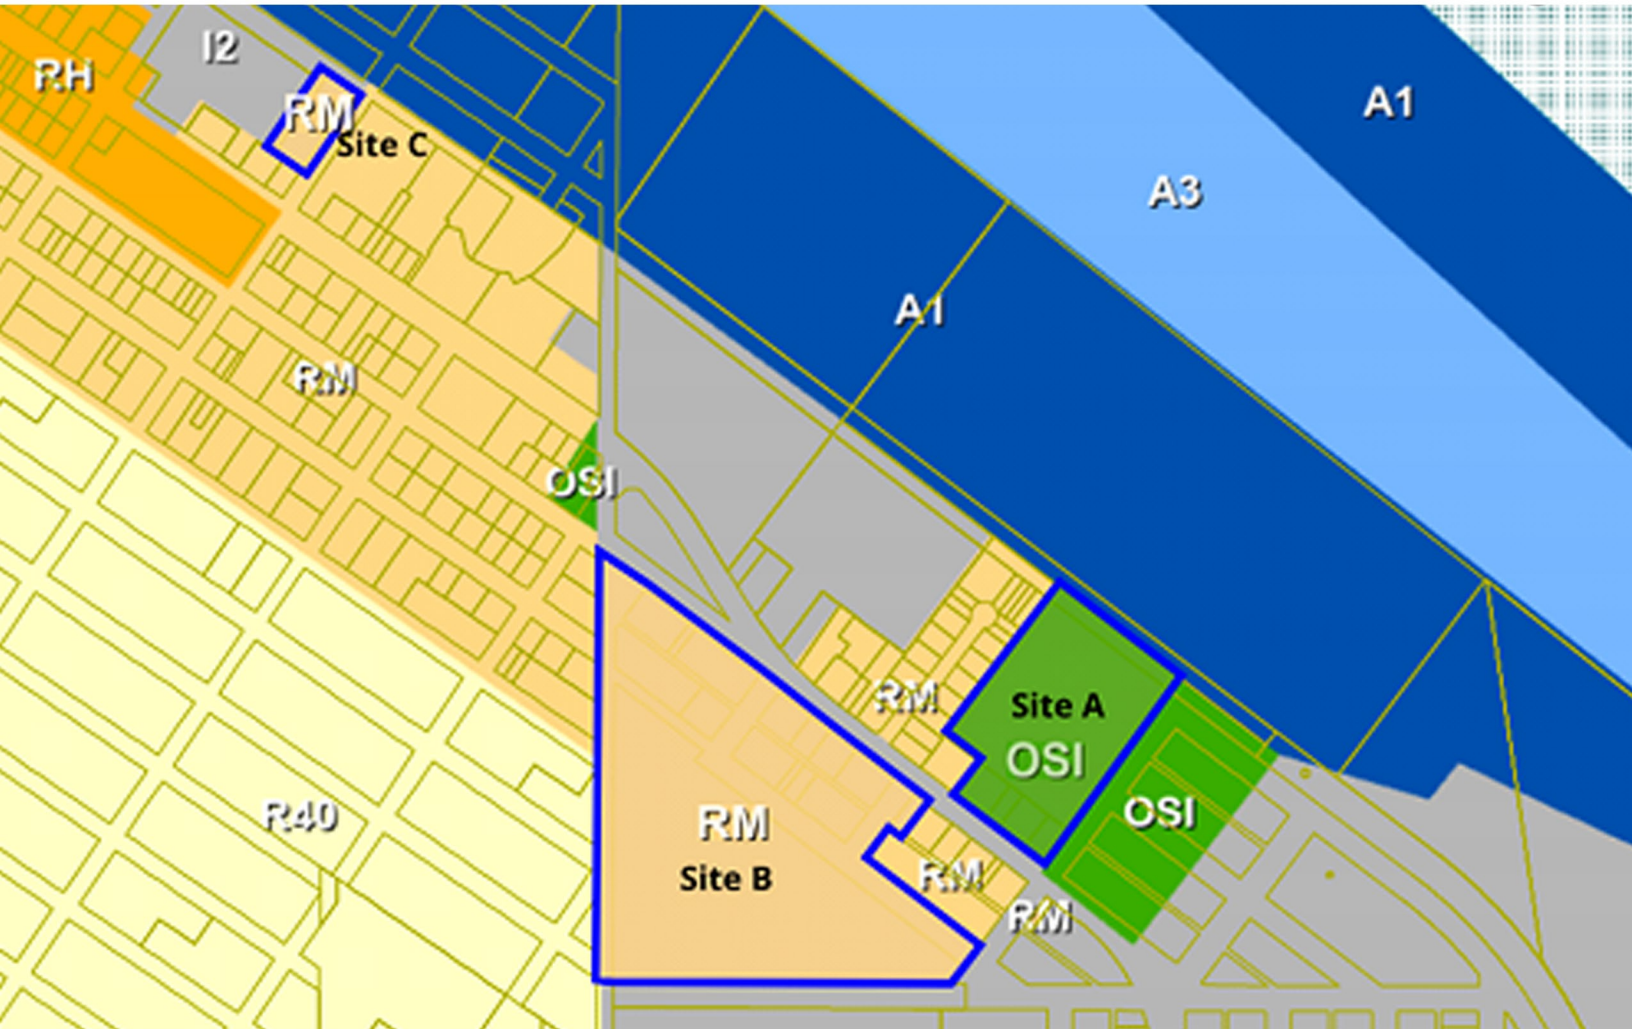 I2
RH
RM
Site C
A1
A3
A1
RM
OSI
RM
Site A
OSI
OSI
R40
RM
Site B
RM
RM